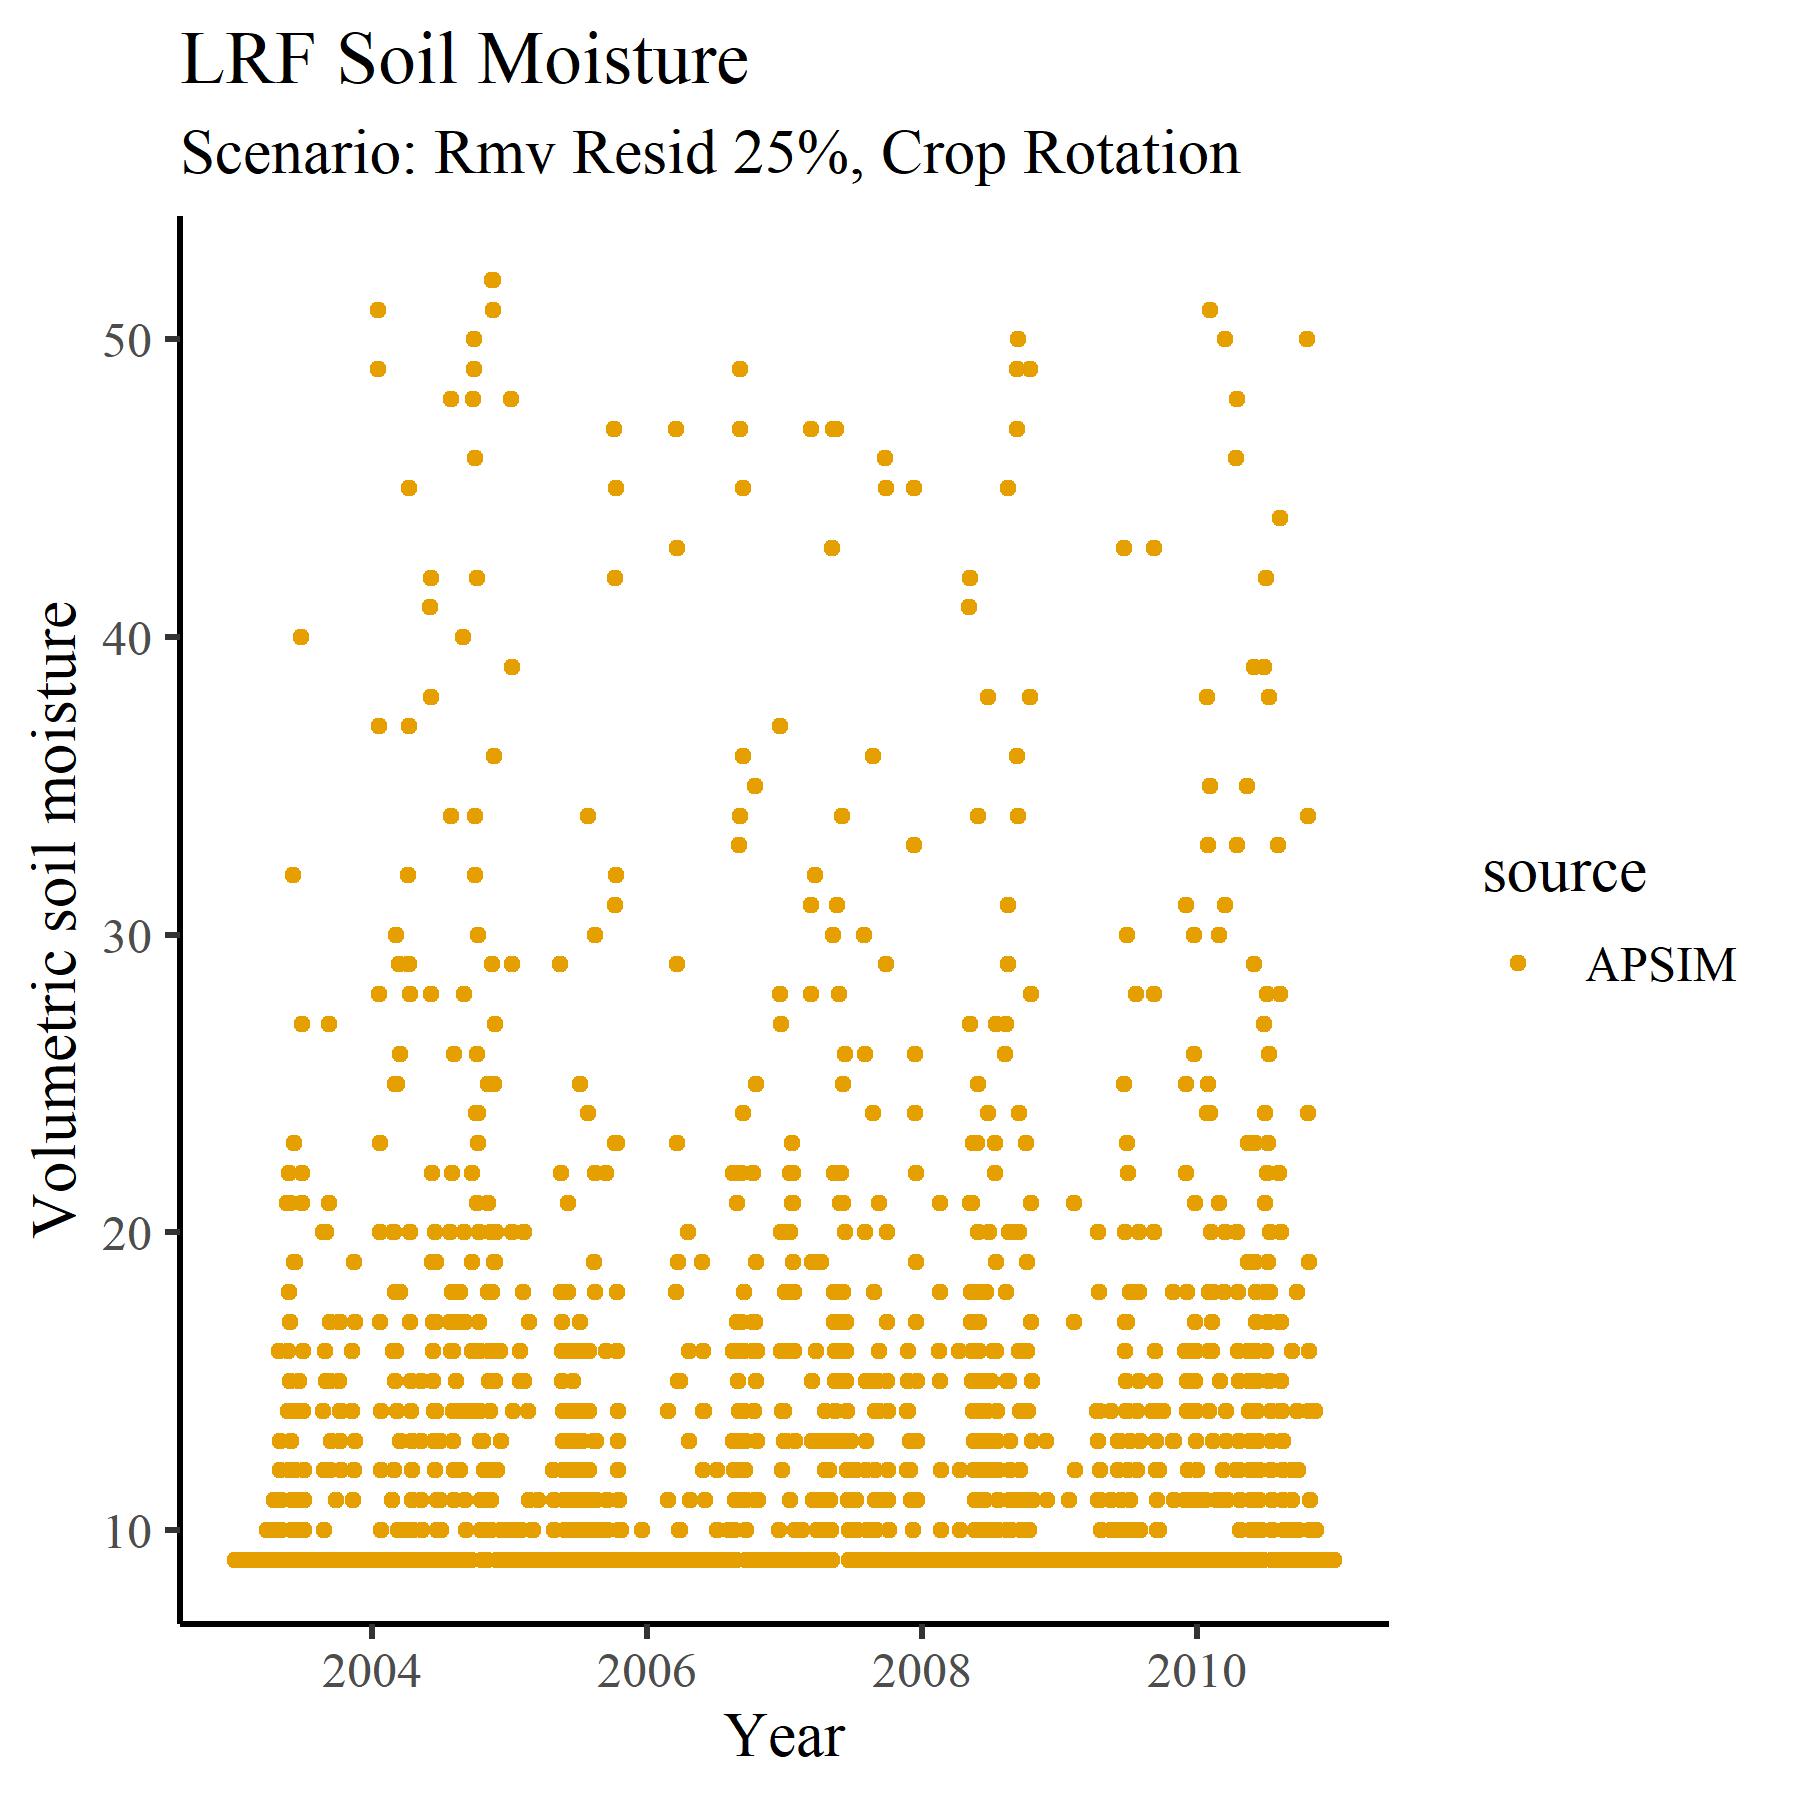 LRF Soil Moisture
Scenario: Rmv Resid 25%, Crop Rotation
Volumetric soil moisture
50
40
30
20
10
2004 2006 2008 2010
Year
source
APSIM